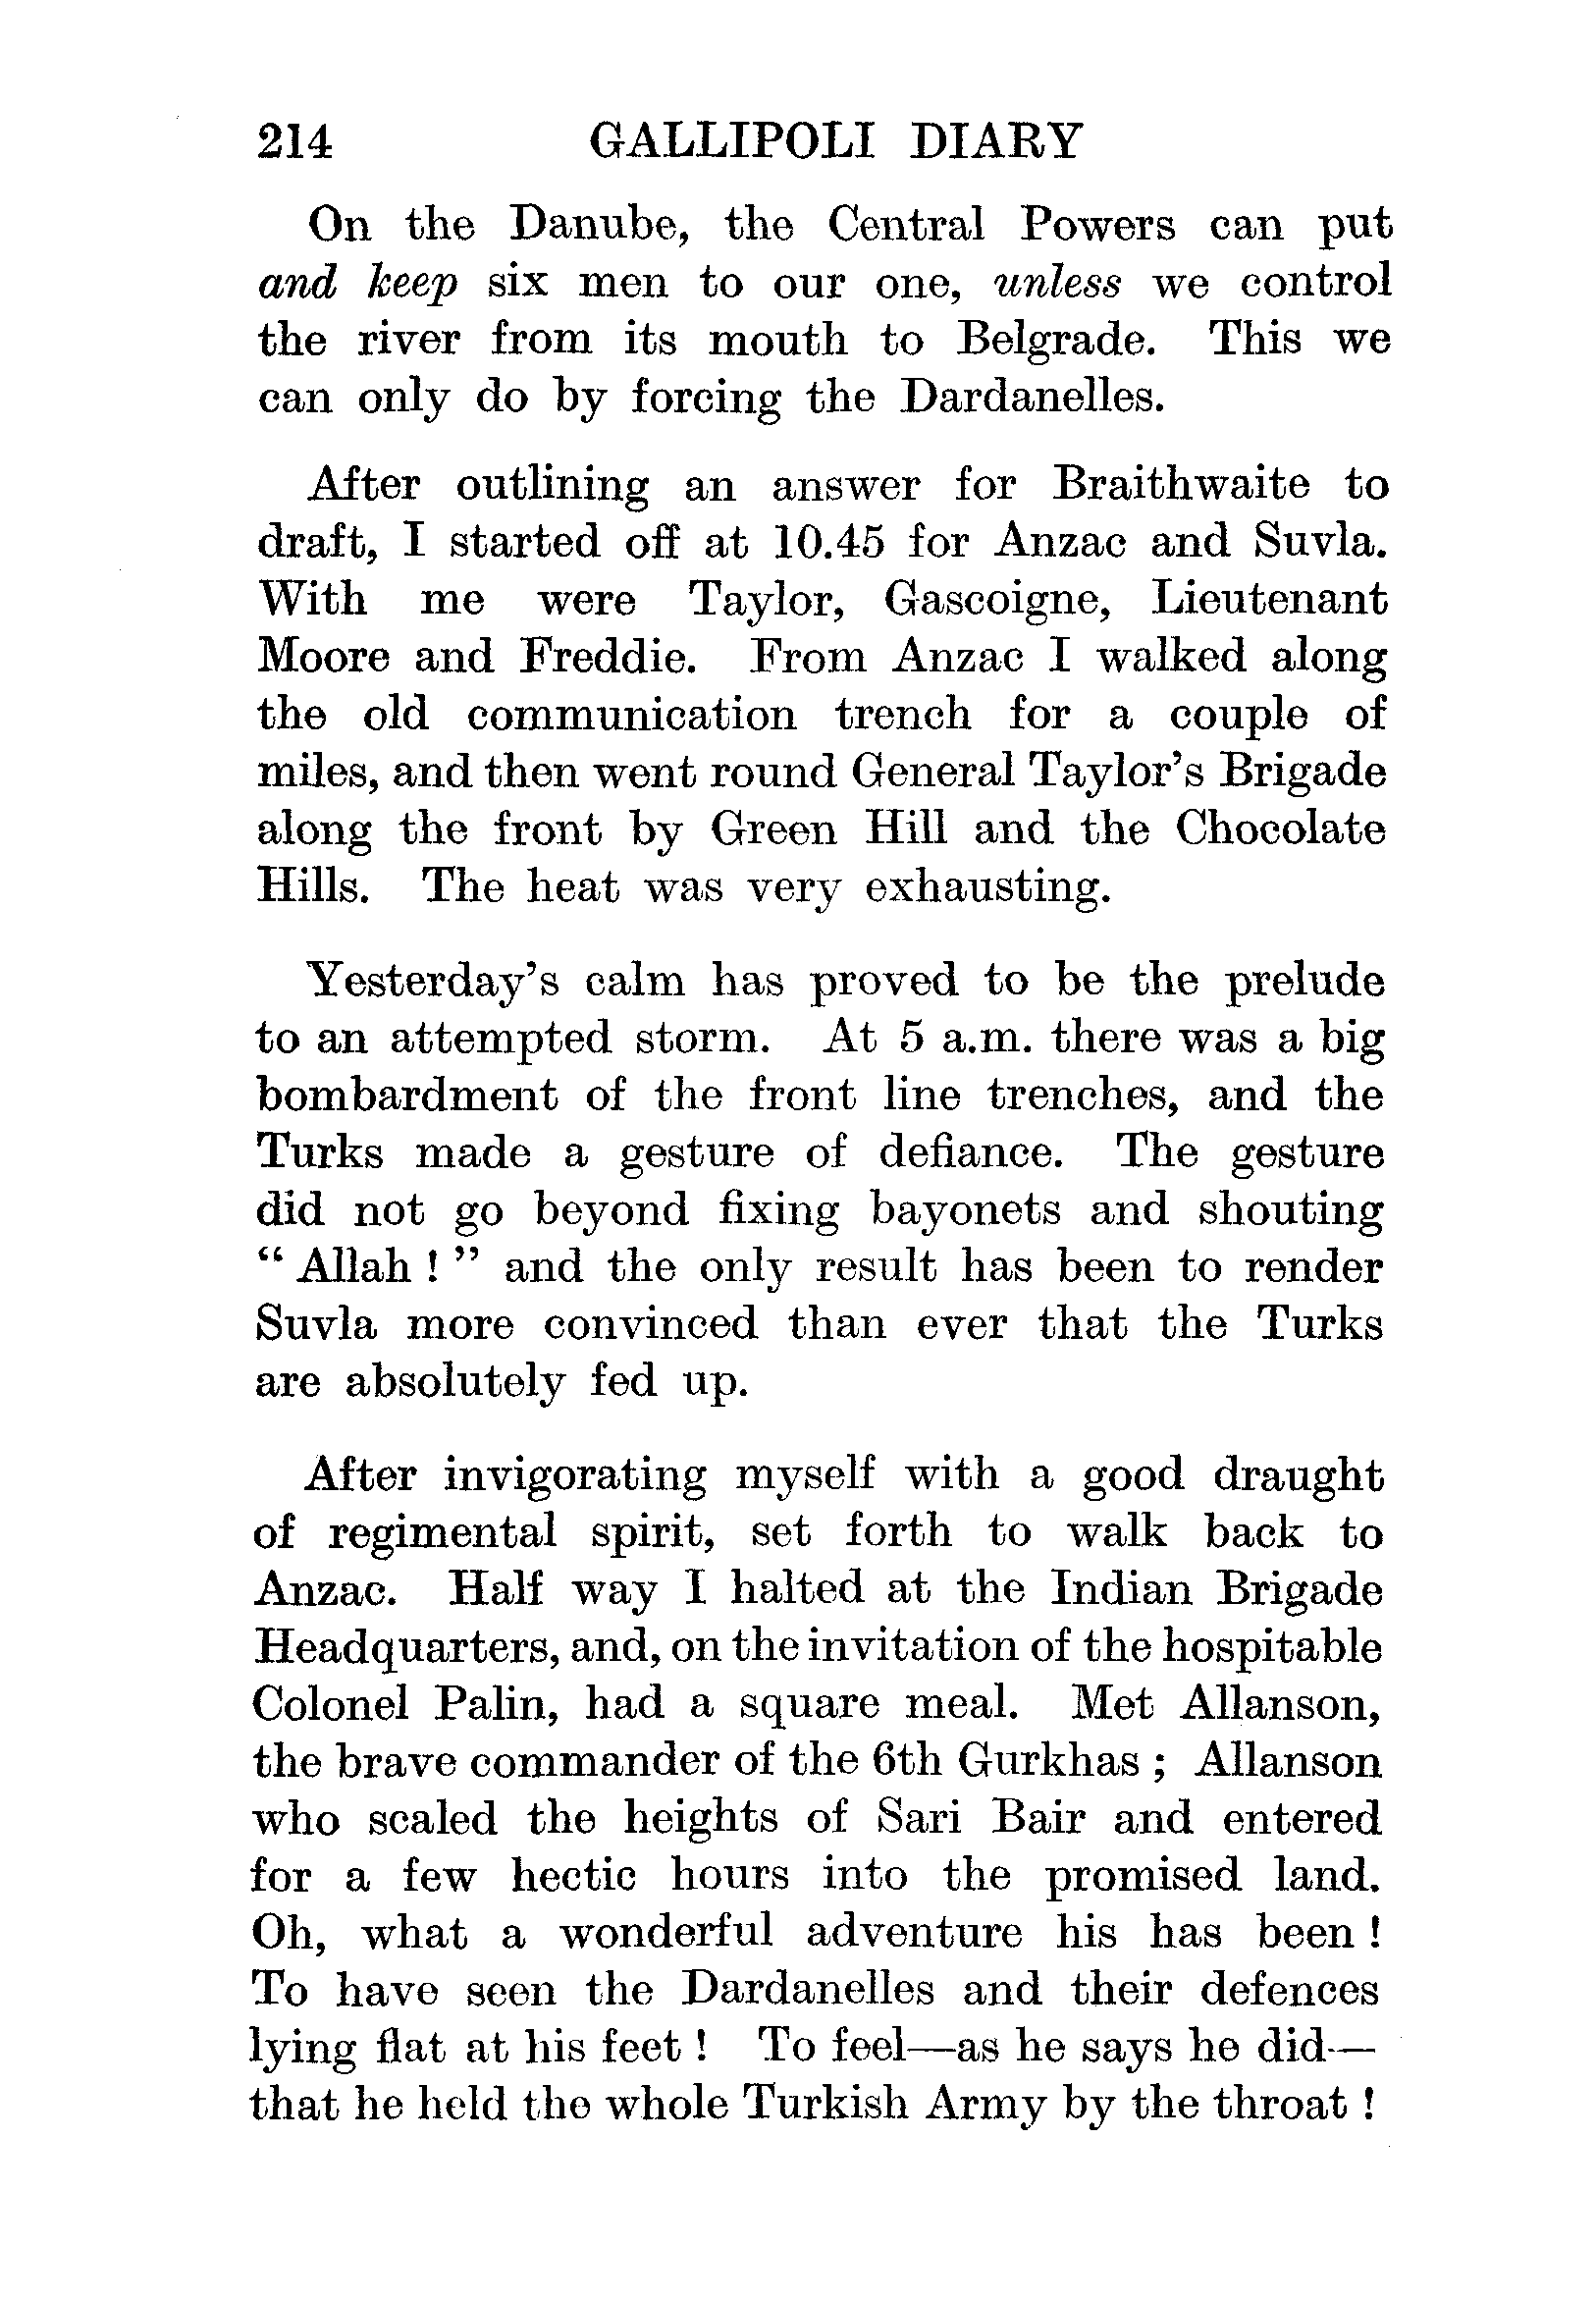 214 GALLIPOLI DIARY
On the Danube, the Central Powers can put
and keep six men to our one, unless we control
the river from its mouth to Belgrade. This we
can only do by forcing the Dardanelles.
After outlining an answer for Braithwaite to
draft, I started off at 10.45 for Anzac and Suvla.
With me were Taylor, Gascoigne, Lieutenant
Moore and Freddie. From Anzac I walked along
the old communication trench for a couple of
miles, and then went round General Taylor's Brigade
along the front by Green Hill and the Chocolate
Hills. The heat was very exhausting.
Yesterday's calm has proved to be the prelude
to an attempted storm. At 5 a.m. there was a big
bombardment of the front line trenches, and the
Turks made a gesture of defiance. The gesture
did not go beyond fixing bayonets and shouting
“ Allah ! ” and the only result has been to render
Suvla more convinced than ever that the Turks
are absolutely fed up.
After invigorating myself with a good draught
of regimental spirit, set forth to walk back to
Anzac. Half way I halted at the Indian Brigade
Headquarters, and, on the invitation of the hospitable
Colonel Palin, had a square meal. Met Allanson,
the brave commander of the 6th Gurkhas ; Allanson
who scaled the heights of Sari Bair and entered
for a few hectic hours into the promised land.
Oh, what a wonderful adventure his has been !
To have seen the Dardanelles and their defences
lying flat at his feet ! To feel—as he says he did—
that he held the whole Turkish Army by the throat !